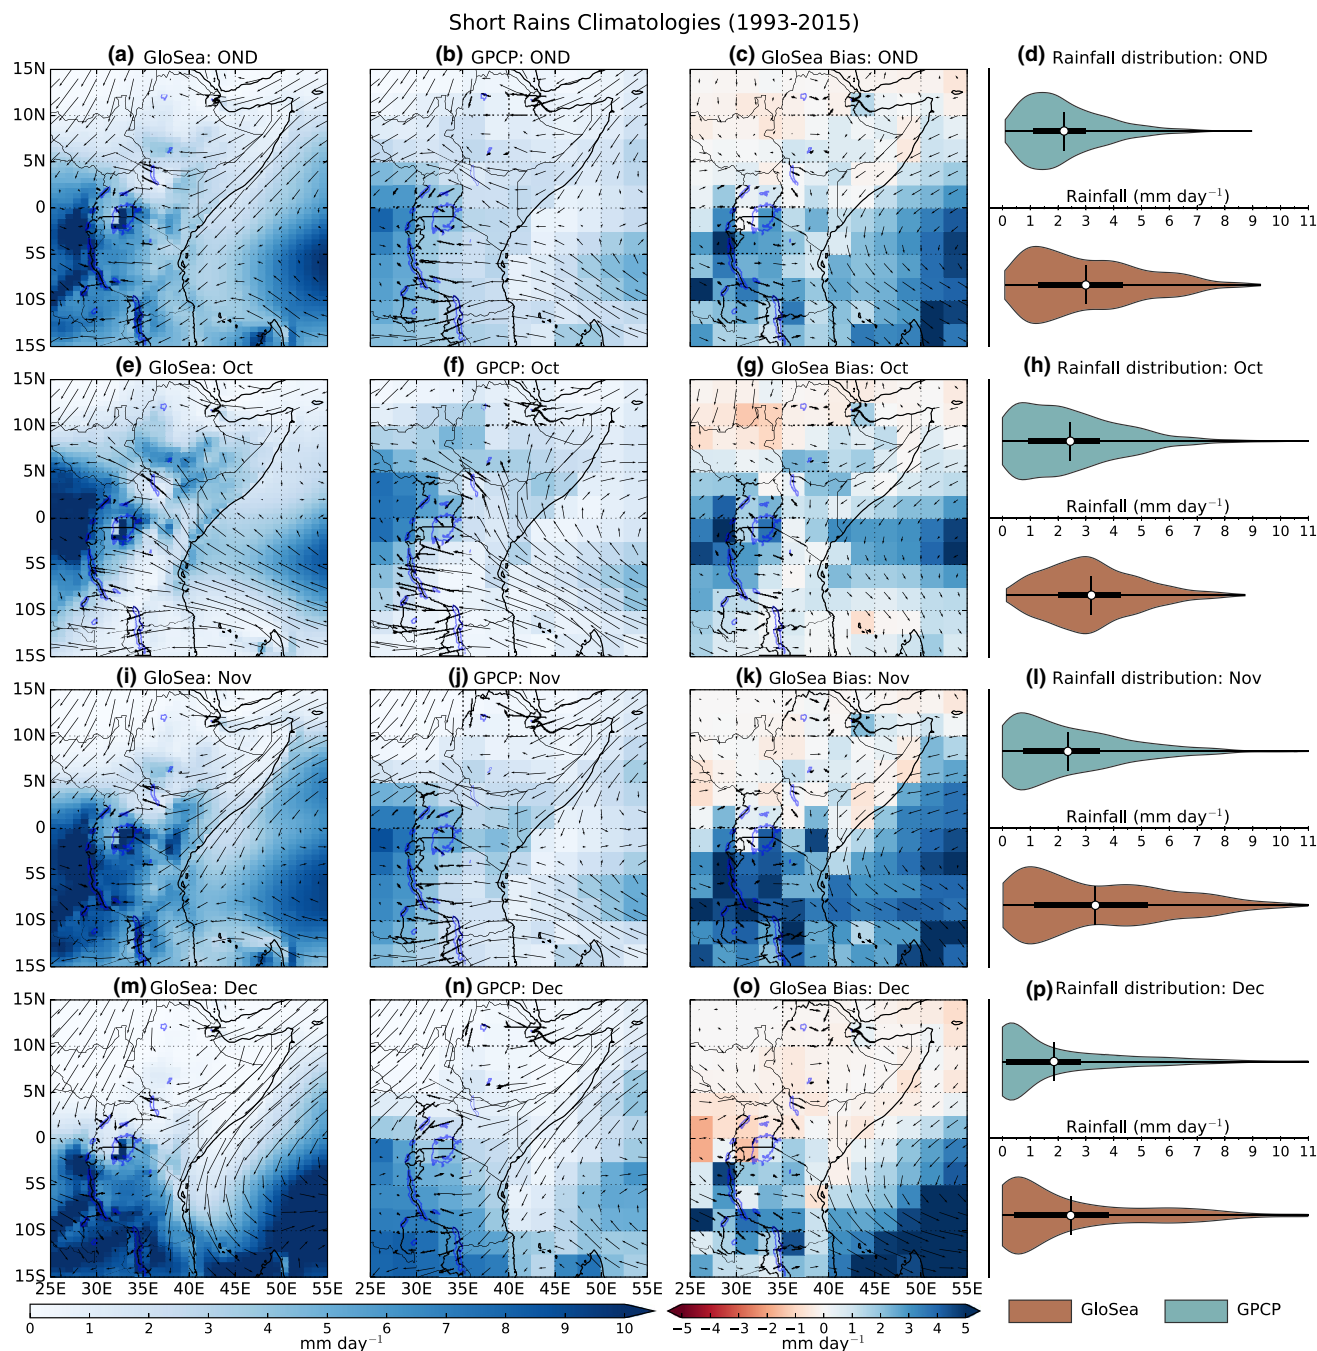 Short Rains Climatologies (1993-2015)
(a) GloSea: OND
(b) GPCP: OND
(c) GloSea Bias: OND
(d) Rainfall distribution: OND
15N
10N
5N
0
5S
10S
15S
Rainfall (mm day⁻¹)
0 1 2 3 4 5 6 7 8 9 10 11
(e) GloSea: Oct
(f) GPCP: Oct
(g) GloSea Bias: Oct
(h) Rainfall distribution: Oct
15N
10N
5N
0
5S
10S
15S
Rainfall (mm day⁻¹)
0 1 2 3 4 5 6 7 8 9 10 11
(i) GloSea: Nov
(j) GPCP: Nov
(k) GloSea Bias: Nov
(l) Rainfall distribution: Nov
15N
10N
5N
0
5S
10S
15S
Rainfall (mm day⁻¹)
0 1 2 3 4 5 6 7 8 9 10 11
(m) GloSea: Dec
(n) GPCP: Dec
(o) GloSea Bias: Dec
(p) Rainfall distribution: Dec
15N
10N
5N
0
5S
10S
15S
Rainfall (mm day⁻¹)
0 1 2 3 4 5 6 7 8 9 10 11
25E 30E 35E 40E 45E 50E 55E
25E 30E 35E 40E 45E 50E 55E
25E 30E 35E 40E 45E 50E 55E
0 1 2 3 4 5 6 7 8 9 10
mm day⁻¹
−5 −4 −3 −2 −1 0 1 2 3 4 5
mm day⁻¹
GloSea
GPCP